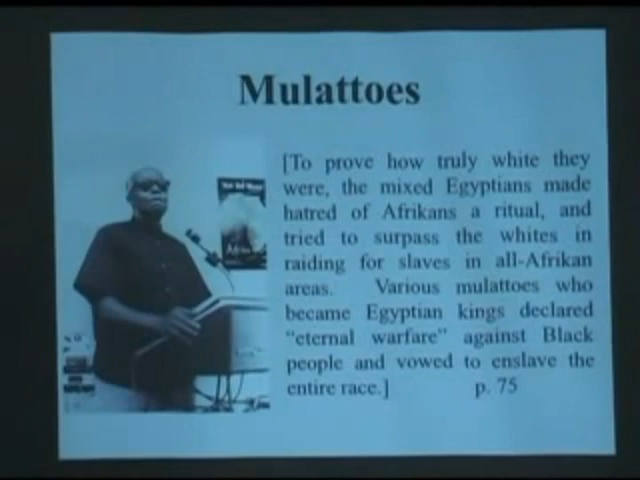 Mulattoes
[To prove how truly white they
were, the mixed Egyptians made
hatred of Afrikans a ritual, and
tried to surpass the whites in
raiding for slaves in all-Afrikan
areas. Various mulattoes who
became Egyptian kings declared
“eternal warfare” against Black
people and vowed to enslave the
entire race.] p. 75